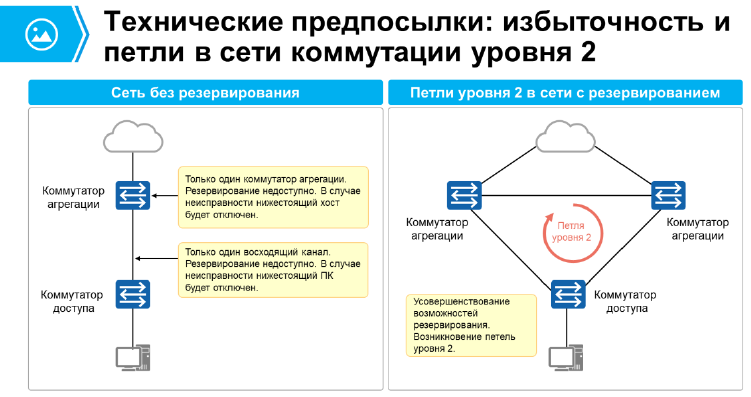 Технические предпосылки: избыточность и
петли в сети коммутации уровня 2
Сеть без резервирования
Коммутатор
агрегации
Только один коммутатор агрегации.
Резервирование недоступно. В случае
неисправности нижестоящий хост
будет отключен.
Только один восходящий канал.
Резервирование недоступно. В случае
неисправности нижестоящий ПК
будет отключен.
Коммутатор
доступа
Петли уровня 2 в сети с резервированием
Коммутатор
агрегации
Петля
уровня 2
Коммутатор
агрегации
Усовершенствование
возможностей
резервирования.
Возникновение петель
уровня 2.
Коммутатор
доступа